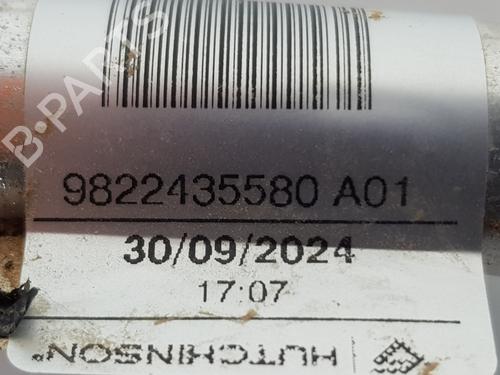 B-PARTS
9822435580 A01
30/09/2024
17:07
HUTCHINSON®